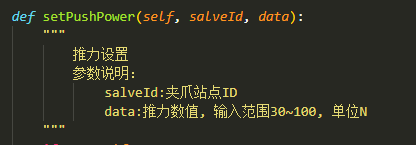 def setPushPower(self, salveId, data):
"""
推力设置
参数说明:
salveId:夹爪站点ID
data:推力数值, 输入范围30~100, 单位N
"""